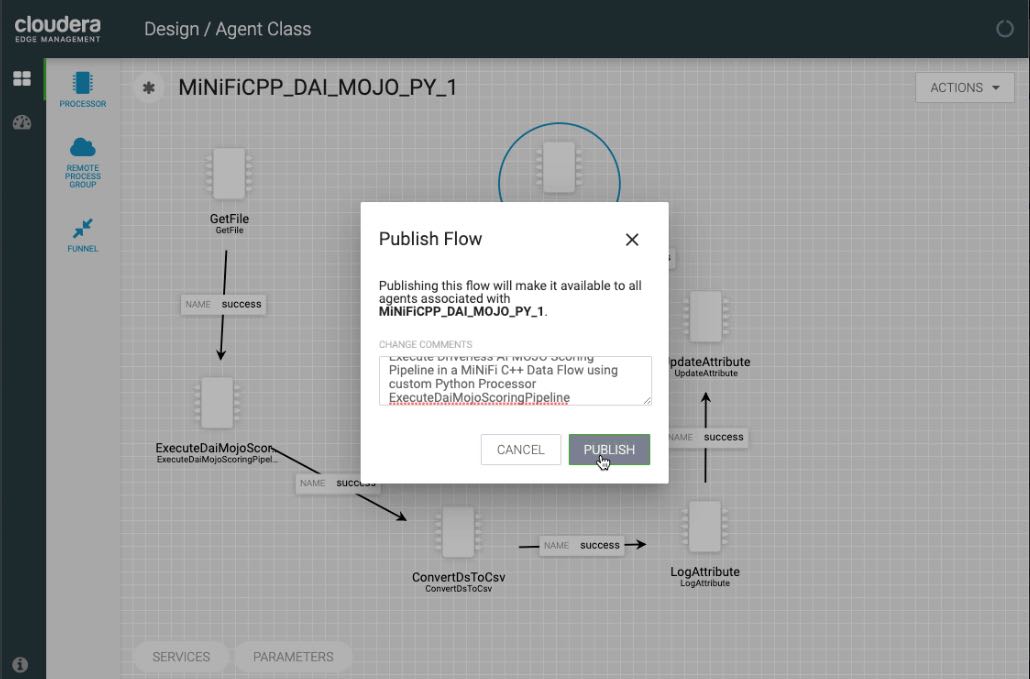 cloudera
EDGE MANAGEMENT
Design / Agent Class
PROCESSOR
REMOTE
PROCESS
GROUP
FUNNEL
MiNiFiCPP_DAI_MOJO_PY_1
ACTIONS
GetFile
GetFile
NAME success
ExecuteDaiMojoScor...
ExecuteDaiMojoScoringPipel...
NAME success
ConvertDsToCsv
ConvertDsToCsv
NAME success
LogAttribute
LogAttribute
NAME success
UpdateAttribute
UpdateAttribute
Publish Flow
Publishing this flow will make it available to all
agents associated with
MiNiFiCPP_DAI_MOJO_PY_1.
CHANGE COMMENTS
Execute Driverless AI MOJO Scoring
Pipeline in a MiNiFi C++ Data Flow using
custom Python Processor
ExecuteDaiMojoScoringPipeline
CANCEL
PUBLISH
SERVICES
PARAMETERS